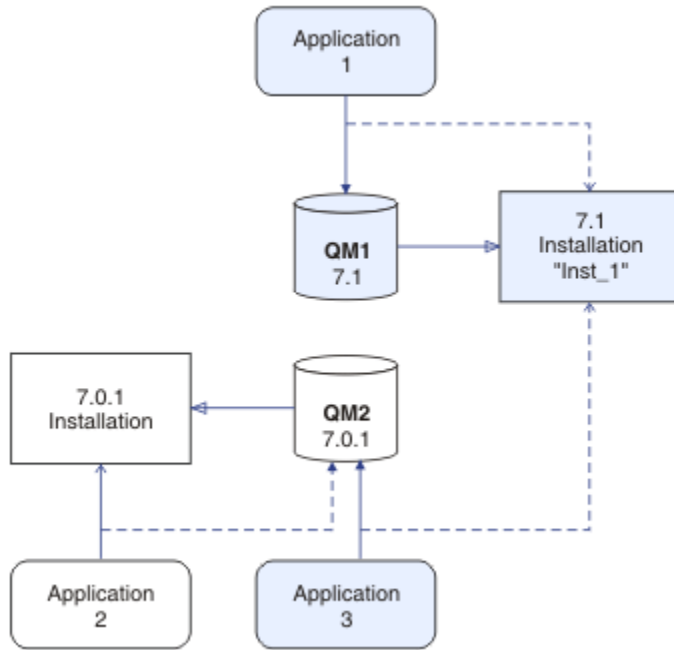 Application
1
QM1
7.1
7.1
Installation
"Inst_1"
7.0.1
Installation
QM2
7.0.1
Application
2
Application
3